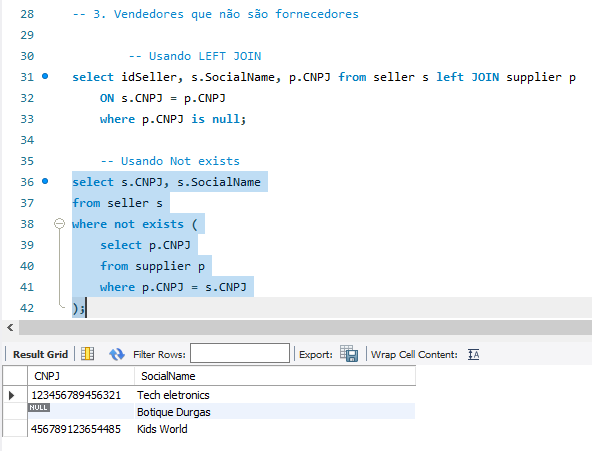 28 -- 3. Vendedores que não são fornecedores
29
30 -- Usando LEFT JOIN
31 select idSeller, s.SocialName, p.CNPJ from seller s left JOIN supplier p
32 ON s.CNPJ = p.CNPJ
33 where p.CNPJ is null;
34
35 -- Usando Not exists
36 select s.CNPJ, s.SocialName
37 from seller s
38 where not exists (
39 select p.CNPJ
40 from supplier p
41 where p.CNPJ = s.CNPJ
42 );
Result Grid Filter Rows: Export: Wrap Cell Content: IA
CNPJ SocialName
123456789456321 Tech eletronics
NULL Botique Durgas
456789123654485 Kids World